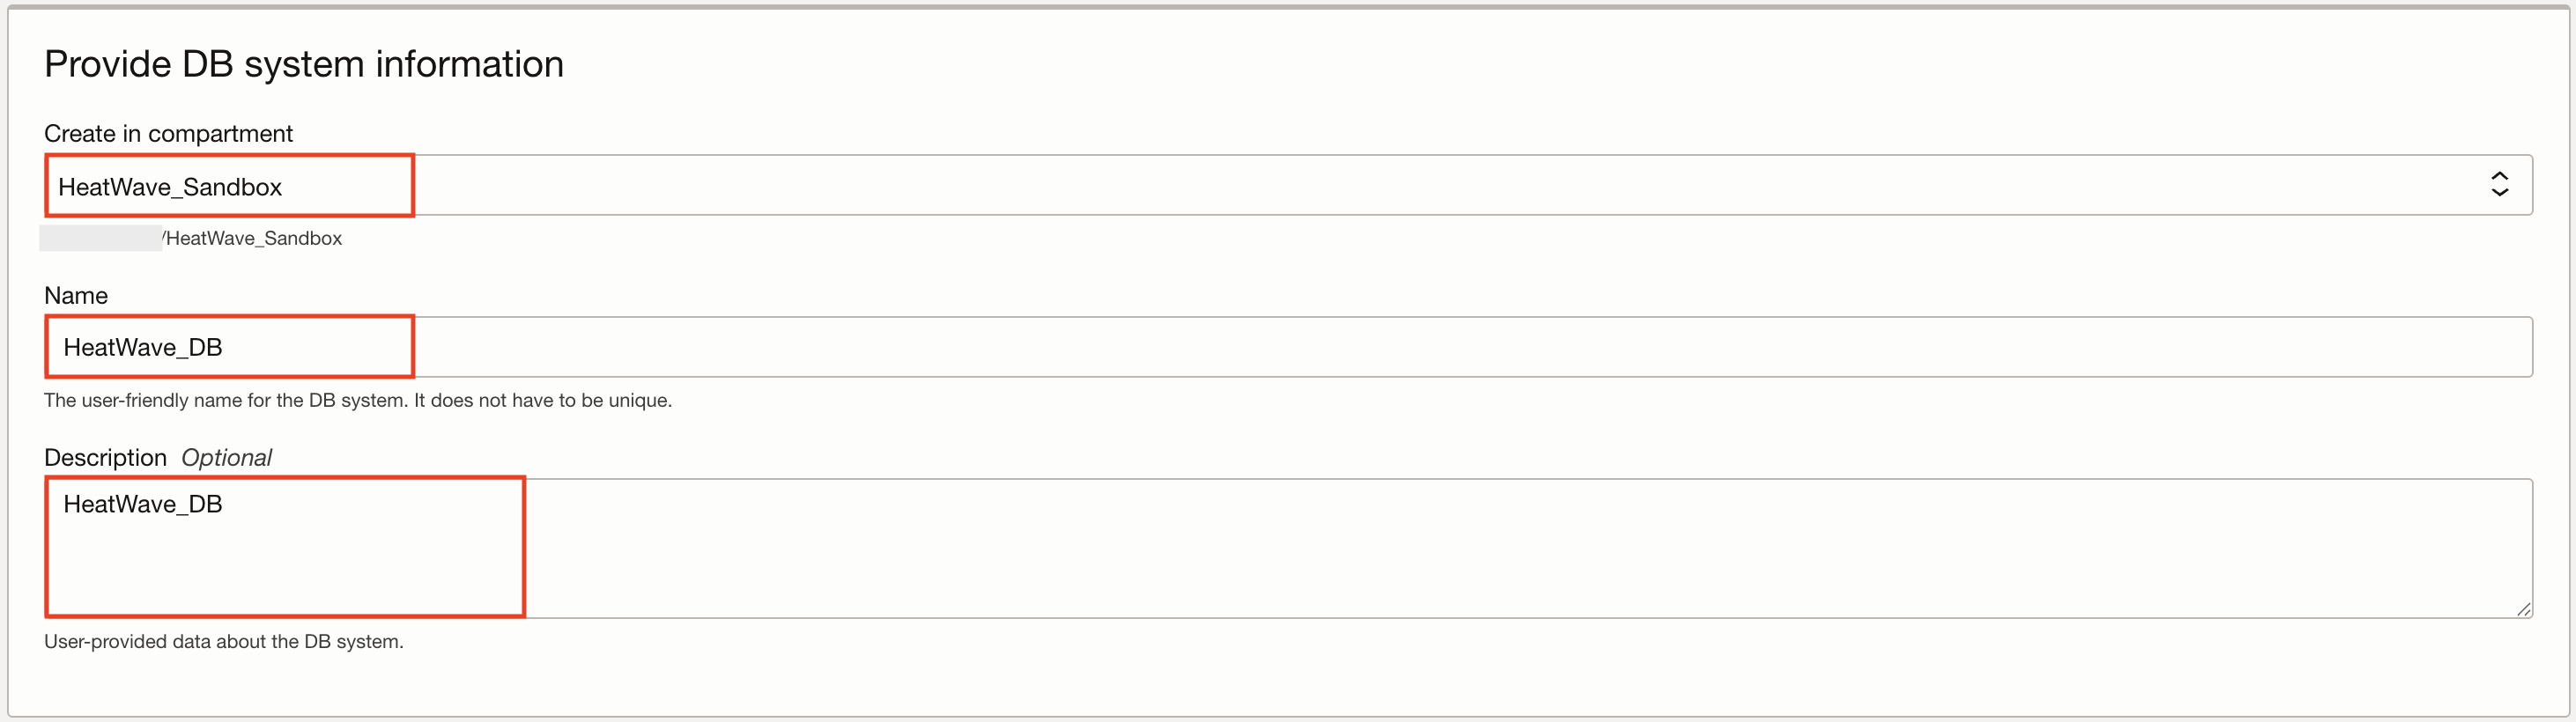 Provide DB system information
Create in compartment
HeatWave_Sandbox
/HeatWave_Sandbox
Name
HeatWave_DB
The user-friendly name for the DB system. It does not have to be unique.
Description Optional
HeatWave_DB
User-provided data about the DB system.